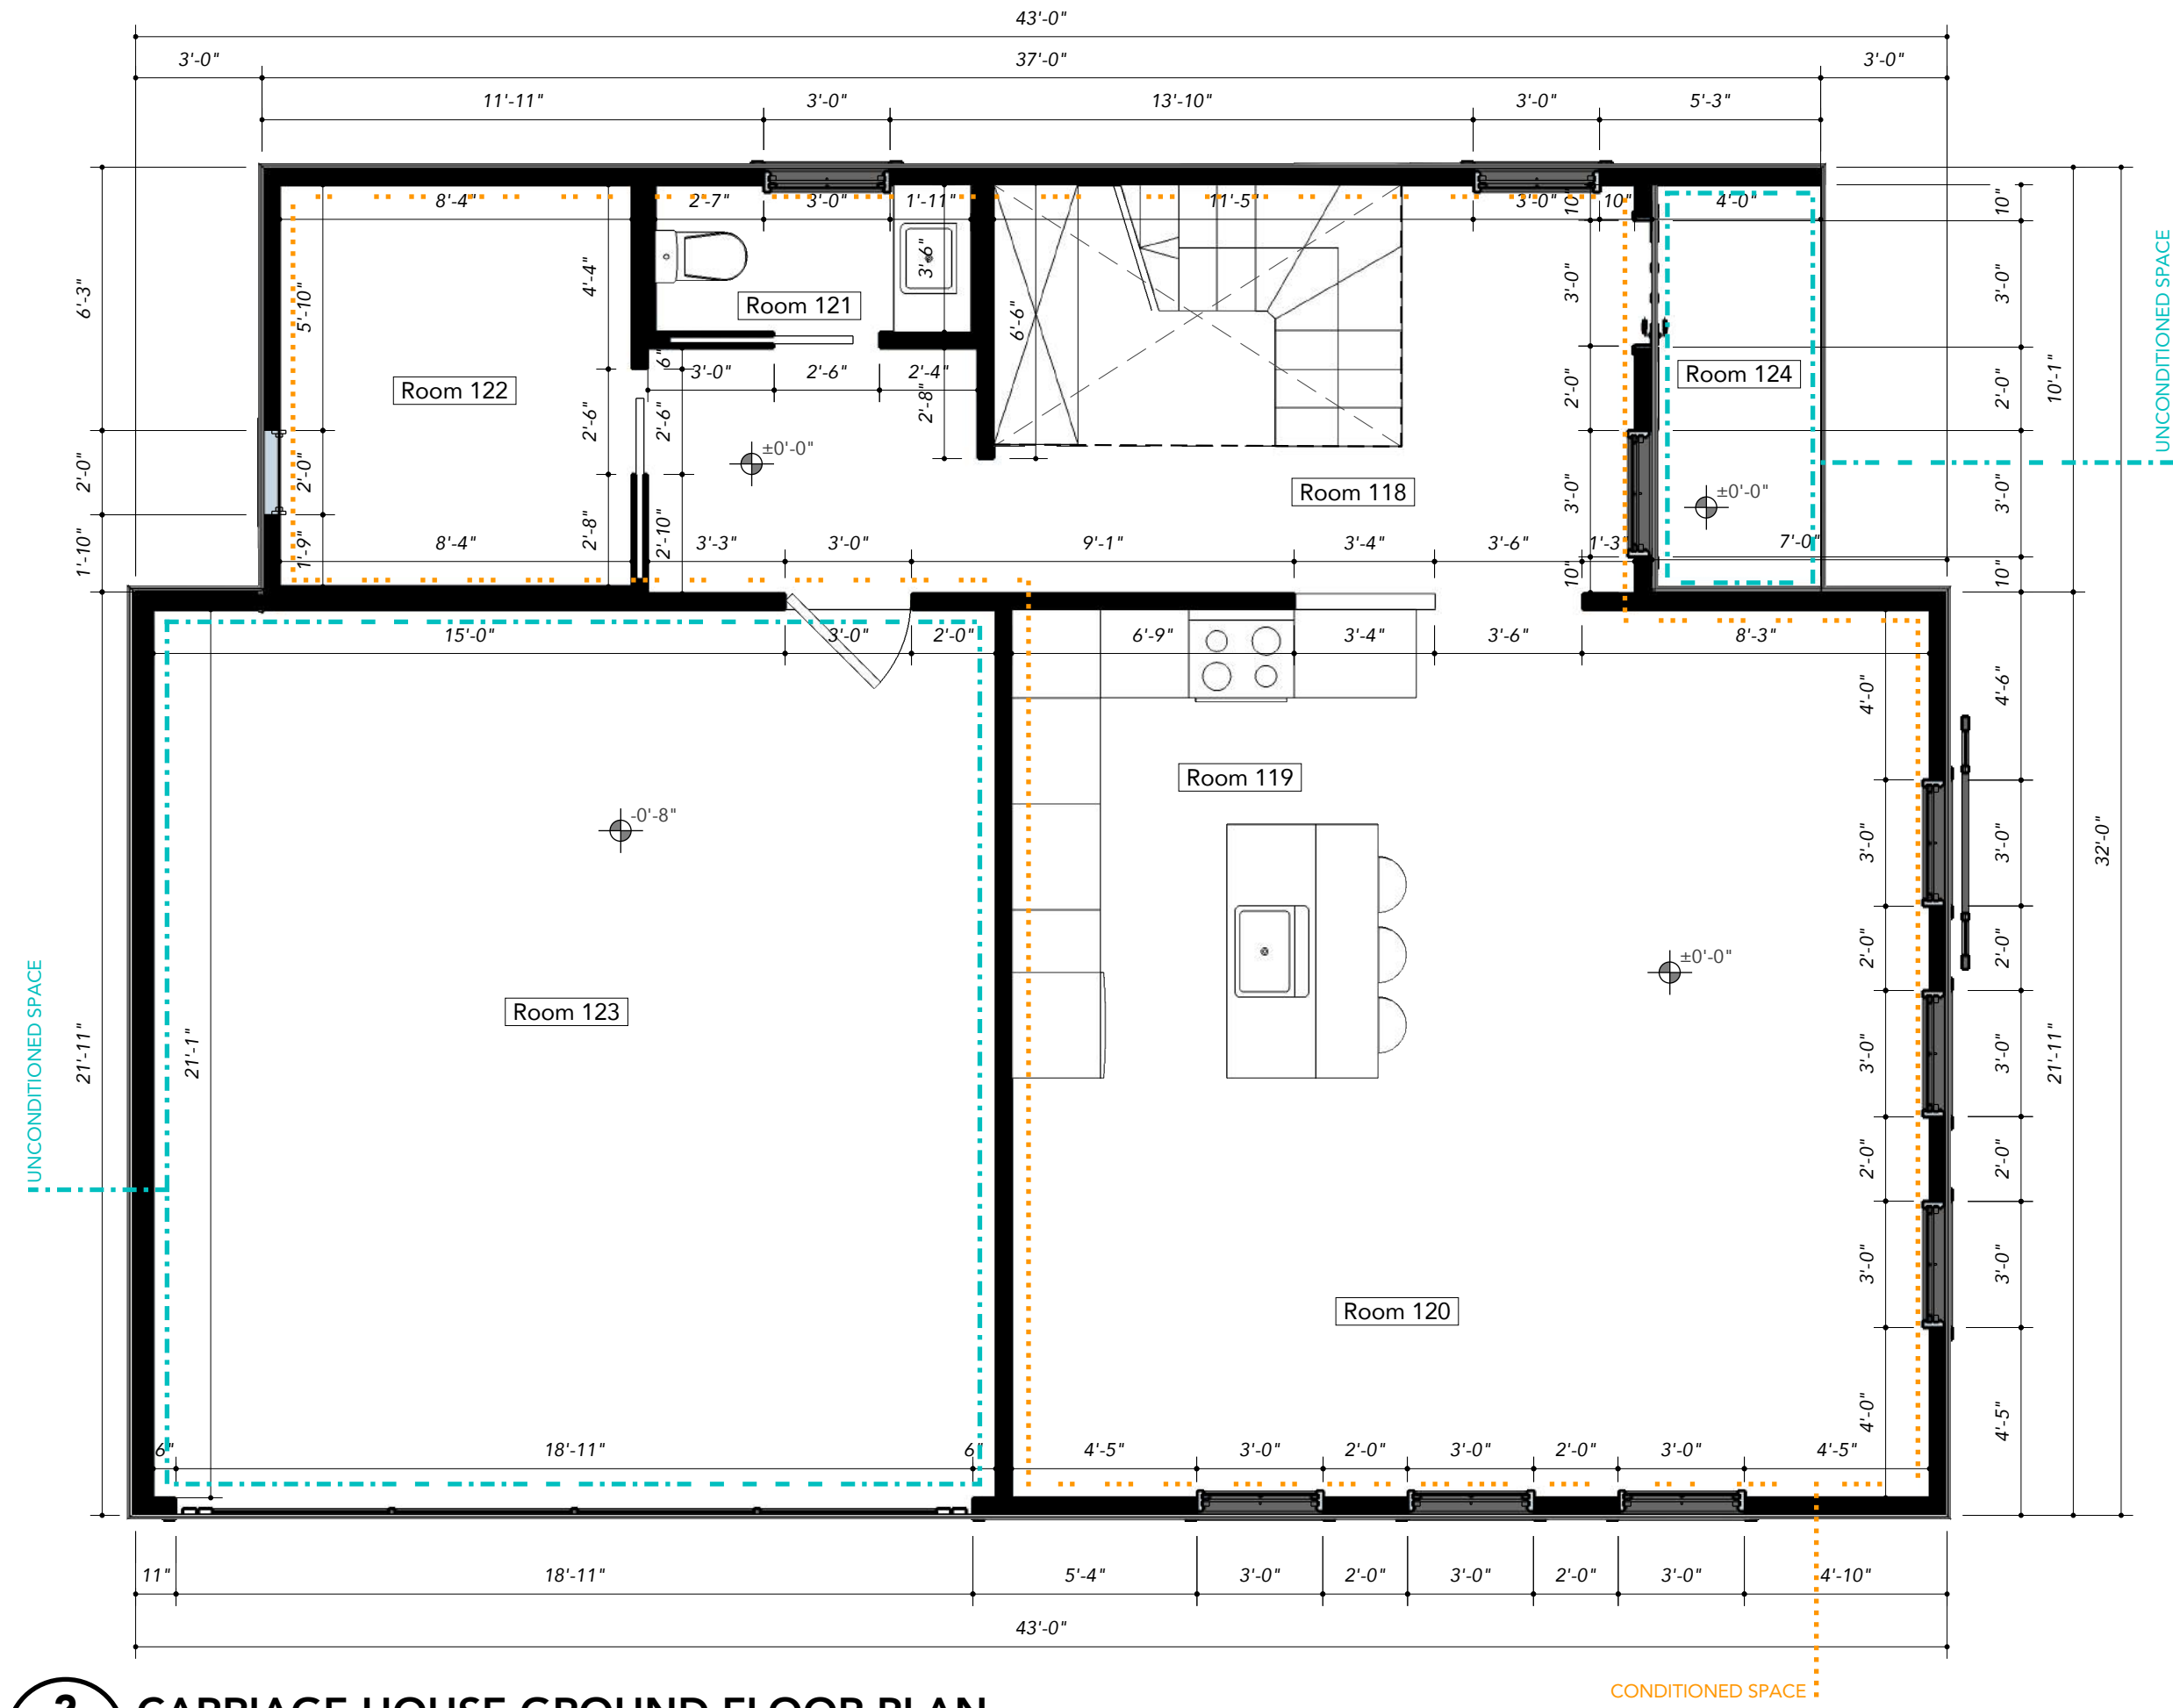 43'-0"
3'-0" 37'-0" 3'-0"
11'-11" 3'-0" 13'-10" 3'-0" 5'-3"
8'-4" 2'-7" 3'-0" 1'-11" 11'-5" 3'-0" 10" 4'-0"
10" 10"
6'-3" 5'-10" 4'-4" 3'-6" 6'-6" 3'-0" 3'-0"
UNCONDITIONED SPACE
Room 121
Room 122
6" 3'-0" 2'-6" 2'-4" 2'-8"
Room 124
2'-0" 2'-0" 10'-1"
2'-6" 2'-6"
±0'-0"
2'-0" 2'-0"
Room 118
±0'-0"
3'-0" 3'-0"
1'-10" 1'-9" 2'-8" 2'-10"
8'-4" 3'-3" 3'-0" 9'-1" 3'-4" 3'-6" 1'-3" 7'-0"
10" 10"
15'-0" 3'-0" 2'-0" 6'-9" 3'-4" 3'-6" 8'-3"
4'-0" 4'-6"
Room 119
-0'-8"
3'-0" 3'-0" 32'-0"
2'-0" 2'-0"
±0'-0"
Room 123
UNCONDITIONED SPACE
21'-11" 21'-1" 3'-0" 3'-0" 21'-11"
2'-0" 2'-0"
3'-0" 3'-0"
Room 120
4'-0" 4'-5"
6" 18'-11" 6" 4'-5" 3'-0" 2'-0" 3'-0" 2'-0" 3'-0" 4'-5"
11" 18'-11" 5'-4" 3'-0" 2'-0" 3'-0" 2'-0" 3'-0" 4'-10"
43'-0"
CONDITIONED SPACE
CARRIAGE HOUSE GROUND FLOOR PLAN